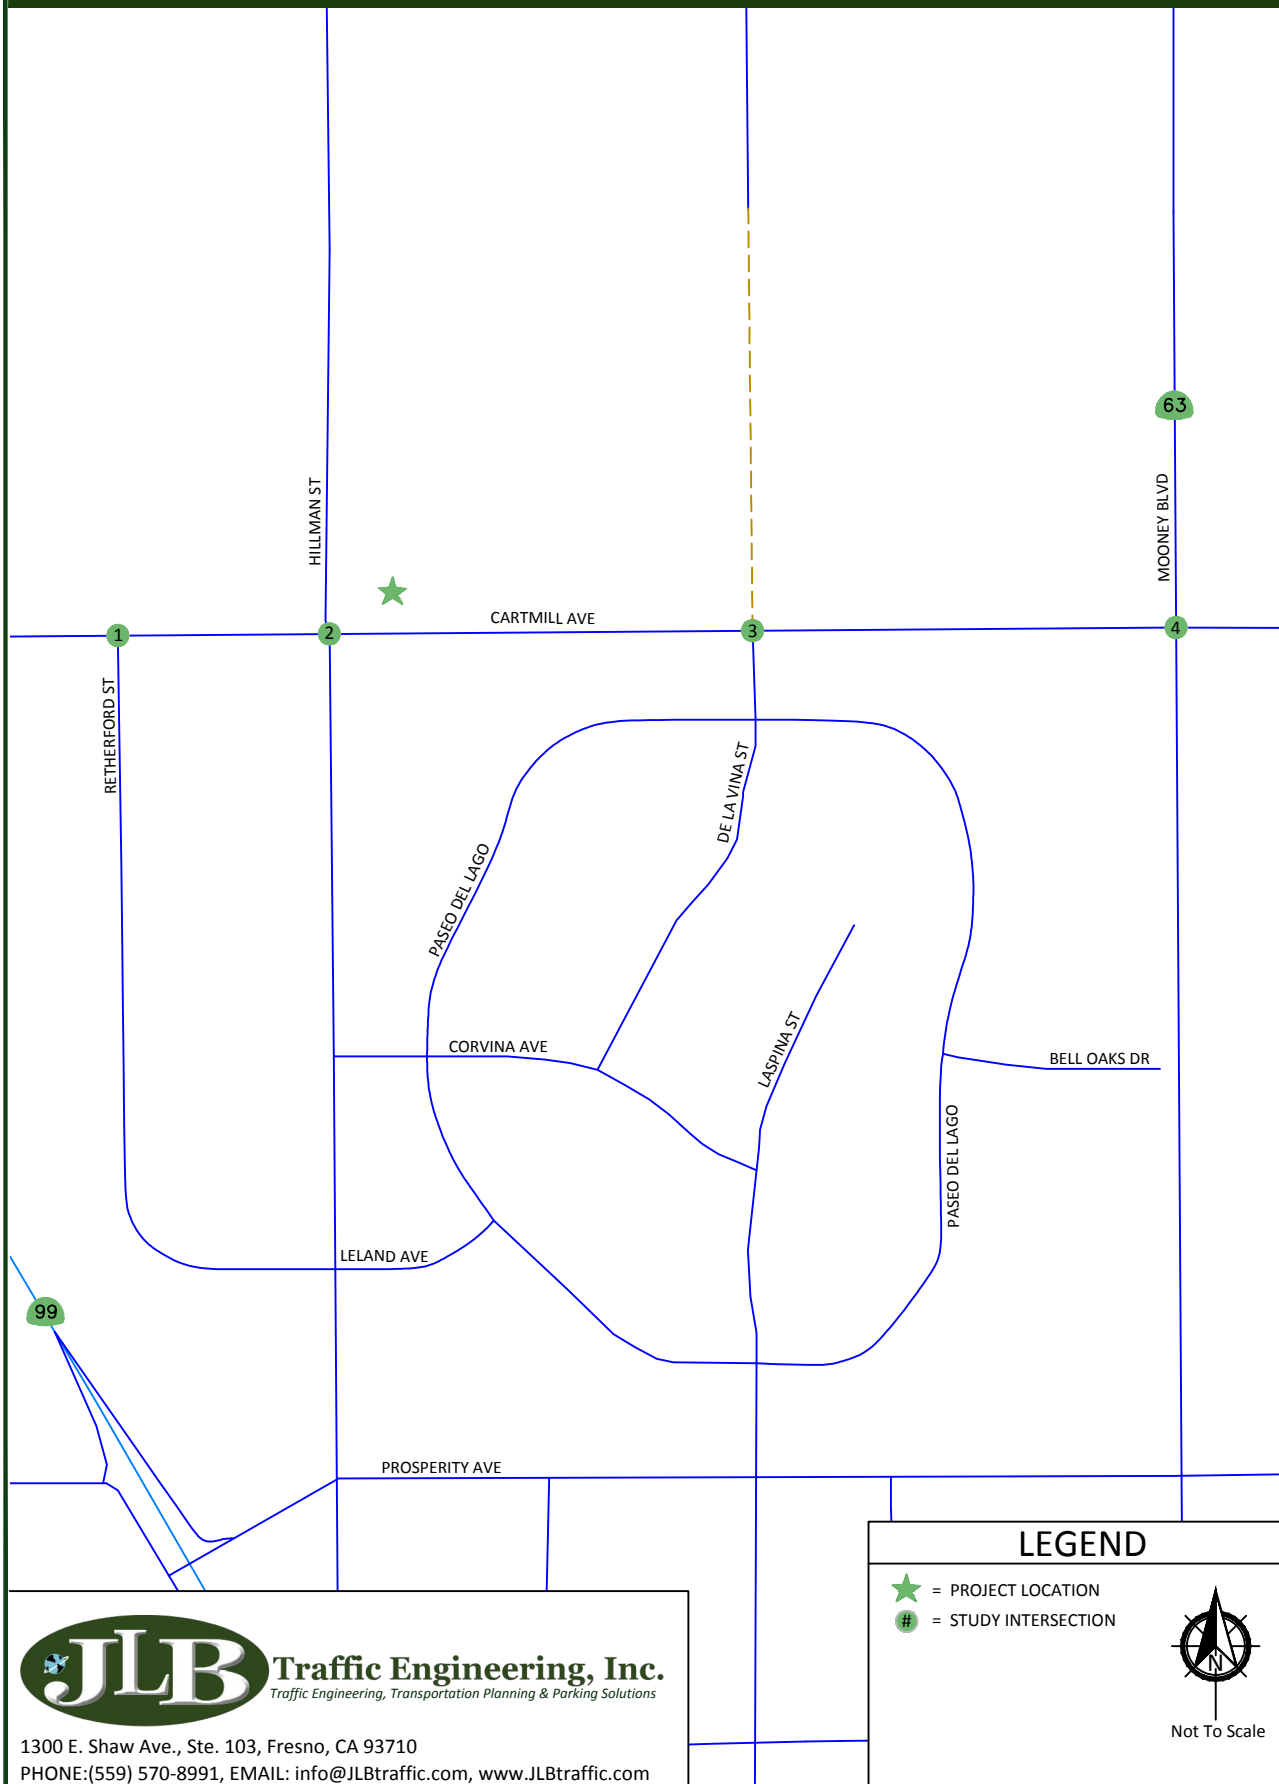 63
HILLMAN ST
MOONEY BLVD
CARTMILL AVE
1
2
3
4
RETHERFORD ST
DE LA VINA ST
PASEO DEL LAGO
LASPINA ST
CORVINA AVE
BELL OAKS DR
PASEO DEL LAGO
LELAND AVE
99
PROSPERITY AVE
LEGEND
= PROJECT LOCATION
# = STUDY INTERSECTION
N
Not To Scale
JLB Traffic Engineering, Inc.
Traffic Engineering, Transportation Planning & Parking Solutions
1300 E. Shaw Ave., Ste. 103, Fresno, CA 93710
PHONE:(559) 570-8991, EMAIL: info@JLBtraffic.com, www.JLBtraffic.com